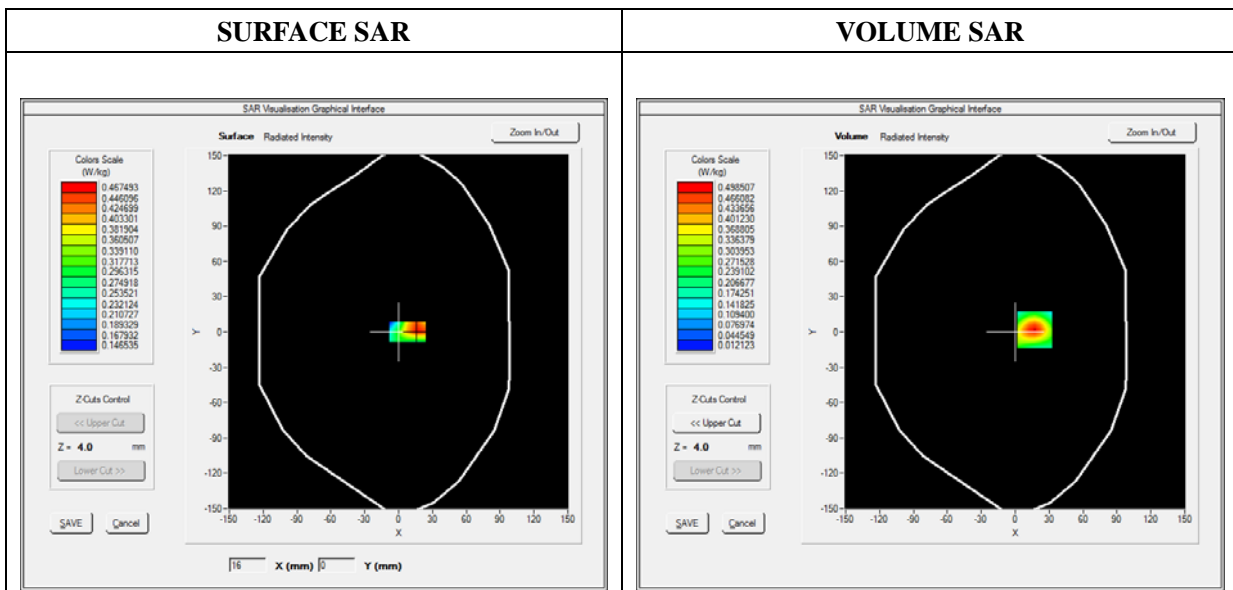 SURFACE SAR
VOLUME SAR
SAR Visualisation Graphical Interface
Surface Radiated Intensity
Zoom In/Out
Colors Scale
(W/kg)
0.467493
0.446096
0.424699
0.403301
0.381904
0.360507
0.339110
0.317713
0.296315
0.274918
0.253521
0.232124
0.210727
0.189329
0.167932
0.146535
Z-Cuts Control
<< Upper Cut
Z = 4.0 mm
Lower Cut >>
SAVE Cancel
150
120
90
60
30
0
-30
-60
-90
-120
-150
Y
-150 -120 -90 -60 -30 0 30 60 90 120 150
X
16 X (mm) 0 Y (mm)
SAR Visualisation Graphical Interface
Volume Radiated Intensity
Zoom In/Out
Colors Scale
(W/kg)
0.498507
0.466082
0.433656
0.401230
0.368805
0.336379
0.303953
0.271528
0.239102
0.206677
0.174251
0.141825
0.109400
0.076974
0.044549
0.012123
Z-Cuts Control
<< Upper Cut
Z = 4.0 mm
Lower Cut >>
SAVE Cancel
150
120
90
60
30
0
-30
-60
-90
-120
-150
Y
-150 -120 -90 -60 -30 0 30 60 90 120 150
X